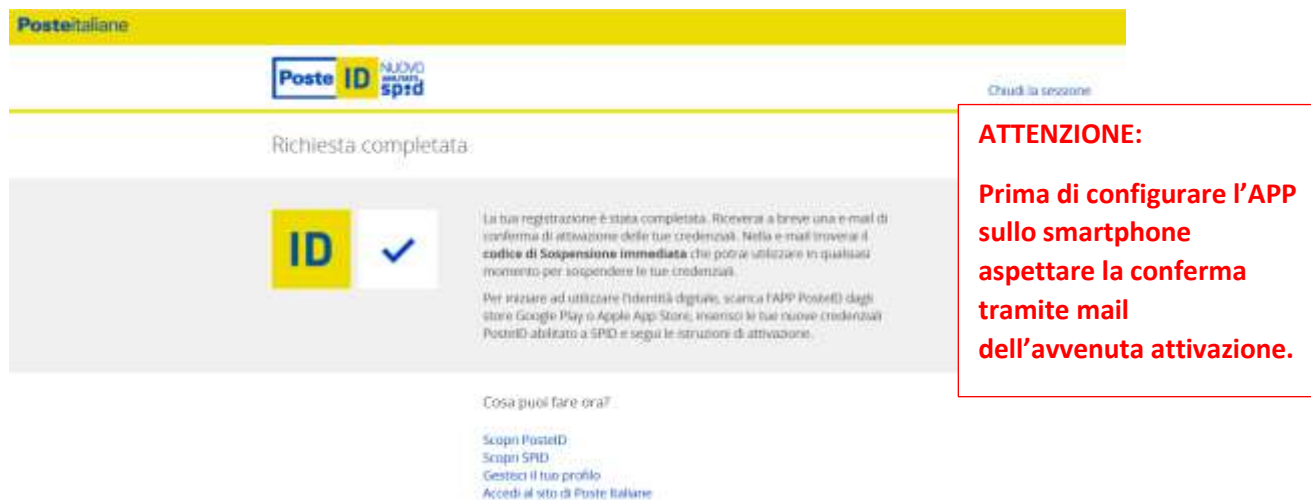 Posteitaliane
Poste ID NUOVO
spid
Chiudi la sessione
Richiesta completata
ATTENZIONE:
Prima di configurare l’APP
sullo smartphone
aspettare la conferma
tramite mail
dell’avvenuta attivazione.
ID
La tua registrazione è stata completata. Riceverai a breve una e-mail di
conferma di attivazione delle tue credenziali. Nella e-mail troverai il
codice di Sospensione Immediata che potrai utilizzare in qualsiasi
momento per sospendere le tue credenziali.
Per iniziare ad utilizzare l'identità digitale, scarica l'APP PosteID dagli
store Google Play o Apple App Store, inserisci le tue nuove credenziali
PosteID abilitato a SPID e segui le istruzioni di attivazione.
Cosa puoi fare ora?
Scopri PosteID
Scopri SPID
Gestisci il tuo profilo
Accedi al sito di Poste Italiane